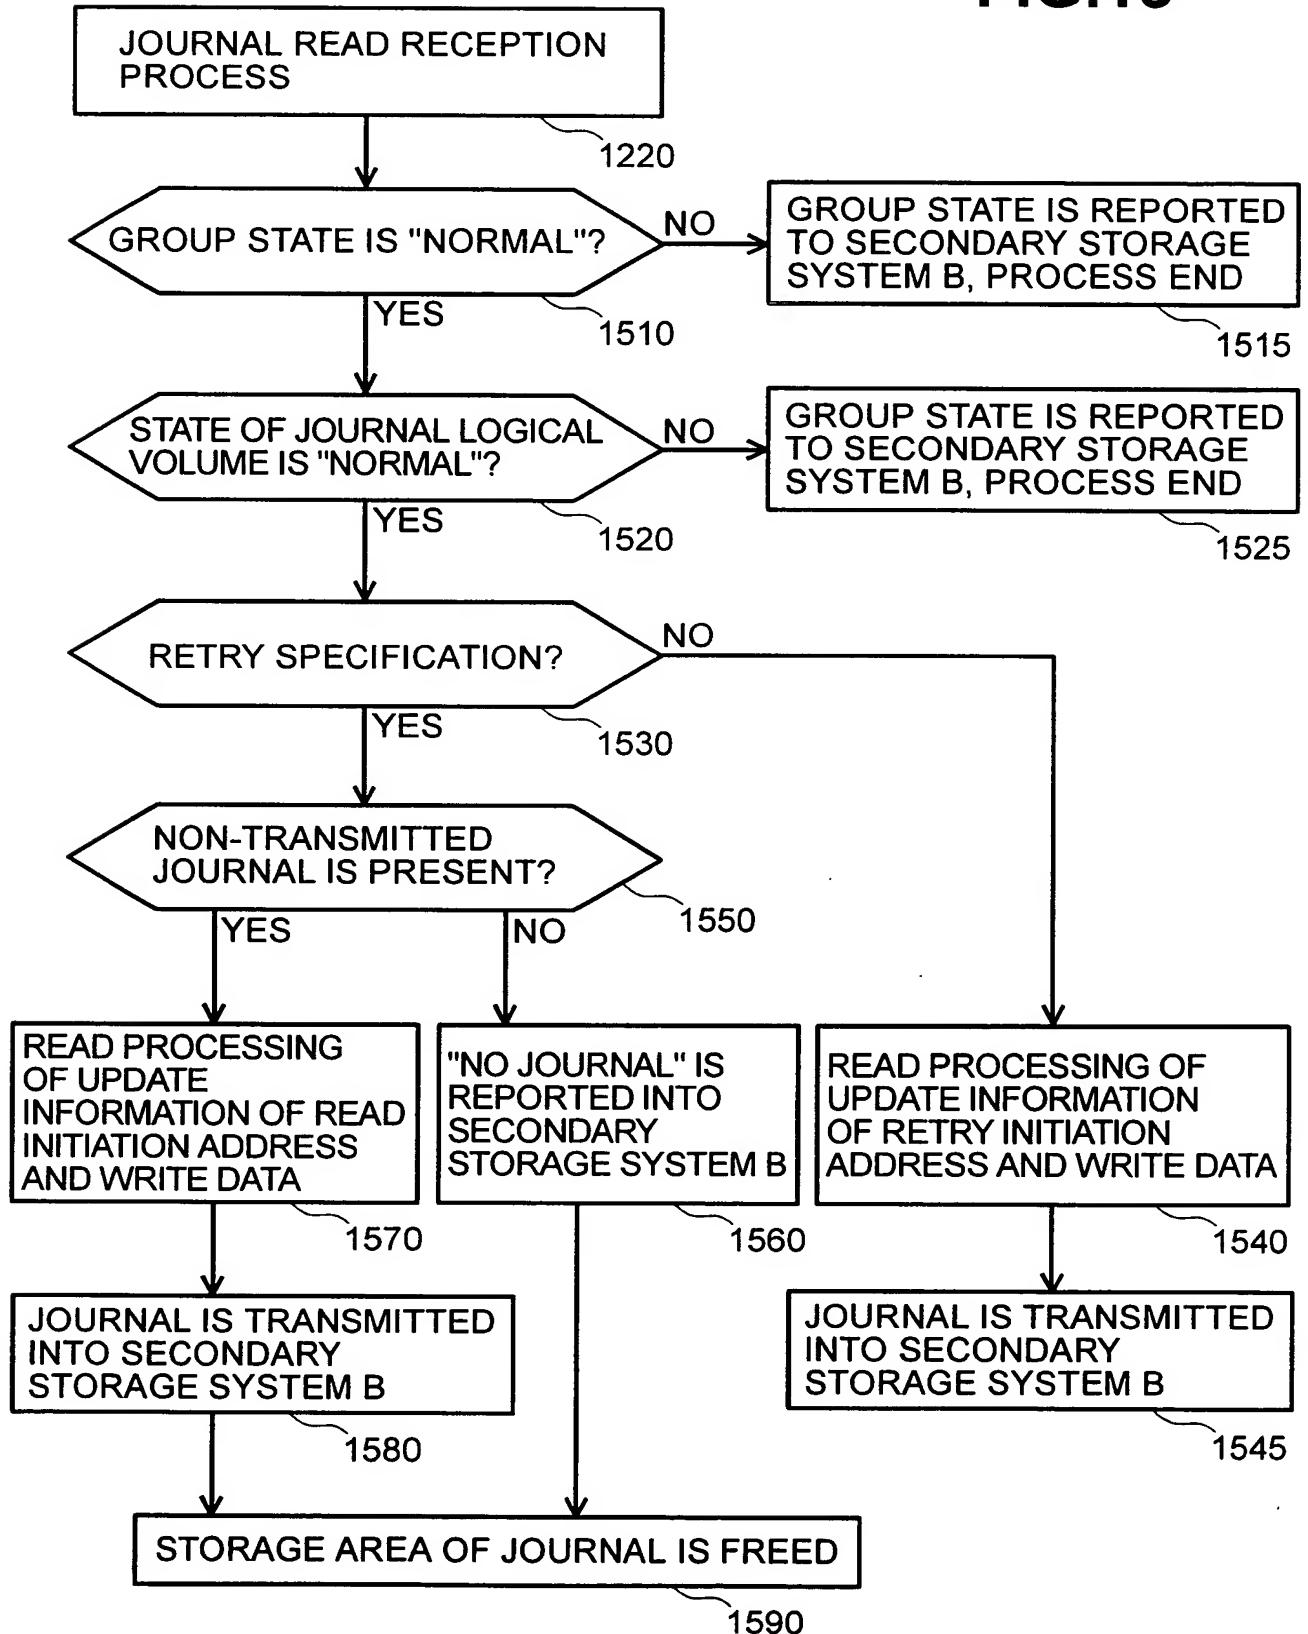 JOURNAL READ RECEPTION
PROCESS
1220
GROUP STATE IS "NORMAL"?
NO
GROUP STATE IS REPORTED
TO SECONDARY STORAGE
SYSTEM B, PROCESS END
YES
1510
1515
STATE OF JOURNAL LOGICAL
VOLUME IS "NORMAL"?
NO
GROUP STATE IS REPORTED
TO SECONDARY STORAGE
SYSTEM B, PROCESS END
YES
1520
1525
RETRY SPECIFICATION?
NO
YES
1530
NON-TRANSMITTED
JOURNAL IS PRESENT?
1550
YES
NO
READ PROCESSING
OF UPDATE
INFORMATION OF READ
INITIATION ADDRESS
AND WRITE DATA
"NO JOURNAL" IS
REPORTED INTO
SECONDARY
STORAGE SYSTEM B
READ PROCESSING OF
UPDATE INFORMATION
OF RETRY INITIATION
ADDRESS AND WRITE DATA
1570
1560
1540
JOURNAL IS TRANSMITTED
INTO SECONDARY
STORAGE SYSTEM B
JOURNAL IS TRANSMITTED
INTO SECONDARY
STORAGE SYSTEM B
1580
1545
STORAGE AREA OF JOURNAL IS FREED
1590